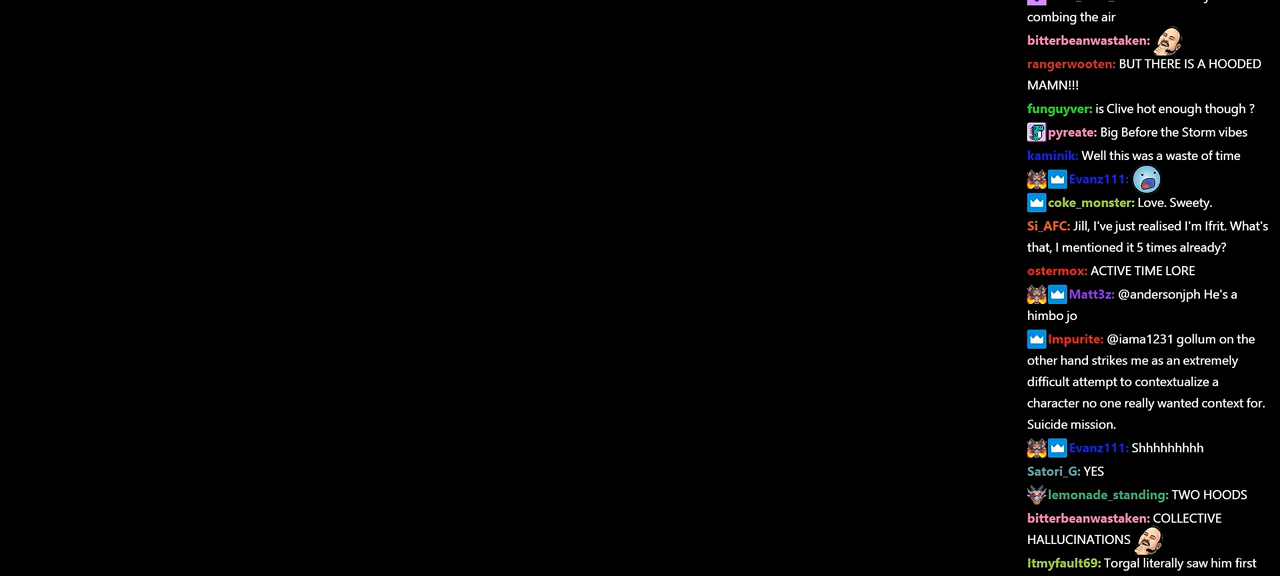 combing the air
bitterbeanwastaken:
rangerwooten: BUT THERE IS A HOODED
MAMN!!!
funguyver: is Clive hot enough though ?
pyreate: Big Before the Storm vibes
kaminik: Well this was a waste of time
Evanz111:
coke_monster: Love. Sweety.
Si_AFC: Jill, I've just realised I'm Ifrit. What's
that, I mentioned it 5 times already?
ostermox: ACTIVE TIME LORE
Matt3z: @andersonjph He's a
himbo jo
Impurite: @iama1231 gollum on the
other hand strikes me as an extremely
difficult attempt to contextualize a
character no one really wanted context for.
Suicide mission.
Evanz111: Shhhhhhhhh
Satori_G: YES
lemonade_standing: TWO HOODS
bitterbeanwastaken: COLLECTIVE
HALLUCINATIONS
Itmyfault69: Torgal literally saw him first